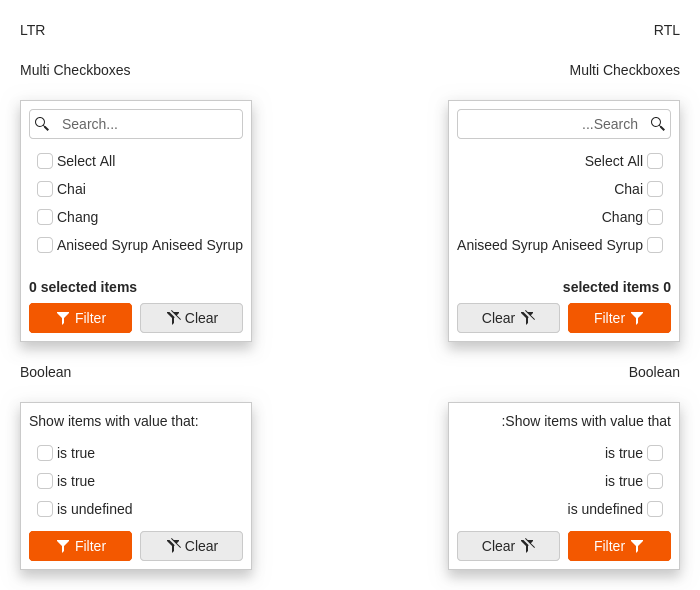 LTR
Multi Checkboxes
Search...
Select All
Chai
Chang
Aniseed Syrup Aniseed Syrup
0 selected items
Filter
Clear
Boolean
Show items with value that:
is true
is true
is undefined
Filter
Clear
RTL
Multi Checkboxes
...Search
Select All
Chai
Chang
Aniseed Syrup Aniseed Syrup
selected items 0
Clear
Filter
Boolean
:Show items with value that
is true
is true
is undefined
Clear
Filter